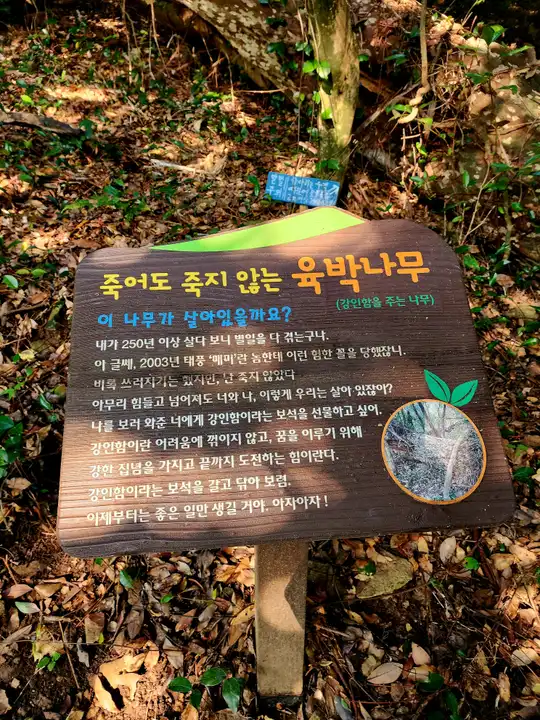 죽어도 죽지 않는 육박나무
(강인함을 주는 나무)
이 나무가 살아있을까요?
내가 250년 이상 살다 보니 별일을 다 겪는구나.
이 글쎄, 2003년 태풍 '매미'란 놈한테 이런 험한 꼴을 당했잖니.
비록 쓰러지기는 했지만, 난 죽지 않았다
아무리 힘들고 넘어져도 너와 나, 이렇게 우리는 살아 있잖아?
나를 보러 와준 너에게 강인함이라는 보석을 선물하고 싶어.
강인함이란 어려움에 꺾이지 않고, 꿈을 이루기 위해
강한 집념을 가지고 끝까지 도전하는 힘이란다.
강인함이라는 보석을 갈고 닦아 보렴.
이제부터는 좋은 일만 생길 거야. 아자아자!